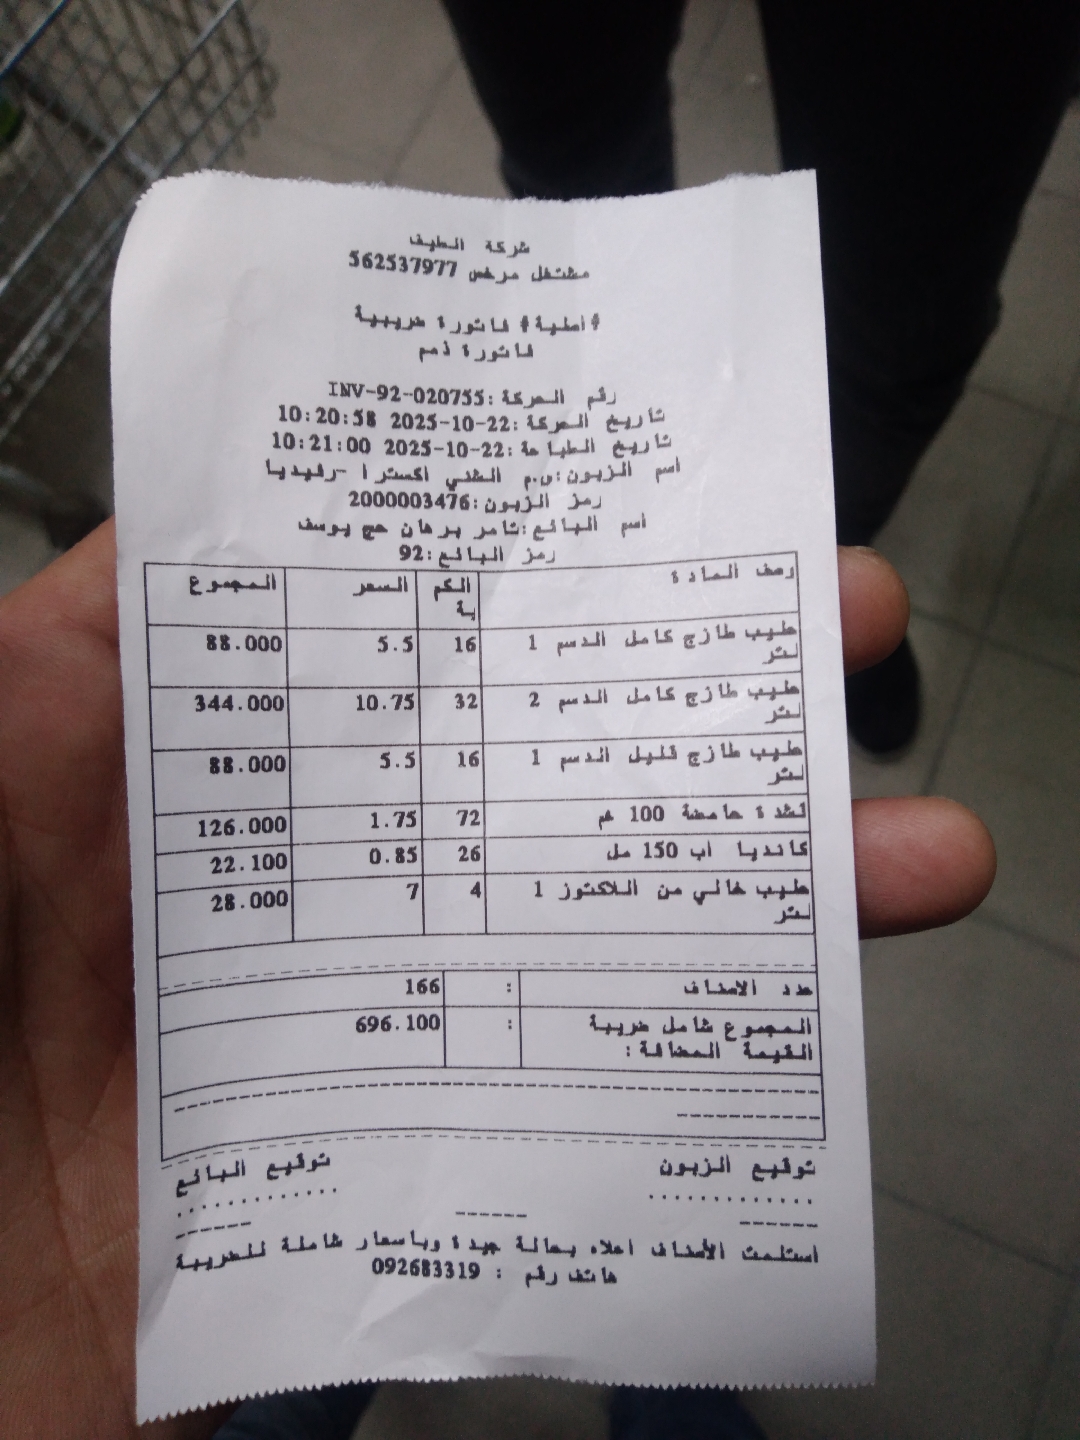 شركة الطيف
مشتغل مرخص 562537977
#أصلية# فاتورة ضريبية
فاتورة ذمم
رقم الحركة:INV-92-020755
تاريخ الحركة:22-10-2025 10:20:58
تاريخ الطباعة:22-10-2025 10:21:00
اسم الزبون:س.م الشني اكسترا -رفيديا
رمز الزبون:2000003476
اسم البائع:تامر برهان حج يوسف
رمز البائع:92
وصف المادة الكمية السعر المجموع
حليب طازج كامل الدسم 1 16 5.5 88.000
لتر
حليب طازج كامل الدسم 2 32 10.75 344.000
لتر
حليب طازج قليل الدسم 1 16 5.5 88.000
لتر
قشدة حامضة 100 غم 72 1.75 126.000
كانديا أب 150 مل 26 0.85 22.100
حليب خالي من اللاكتوز 1 4 7 28.000
لتر
عدد الاصناف : 166
المجموع شامل ضريبة : 696.100
القيمة المضافة:
توقيع الزبون توقيع البائع
استلمت الأصناف اعلاه بحالة جيدة وباسعار شاملة للضريبة
هاتف رقم : 092683319